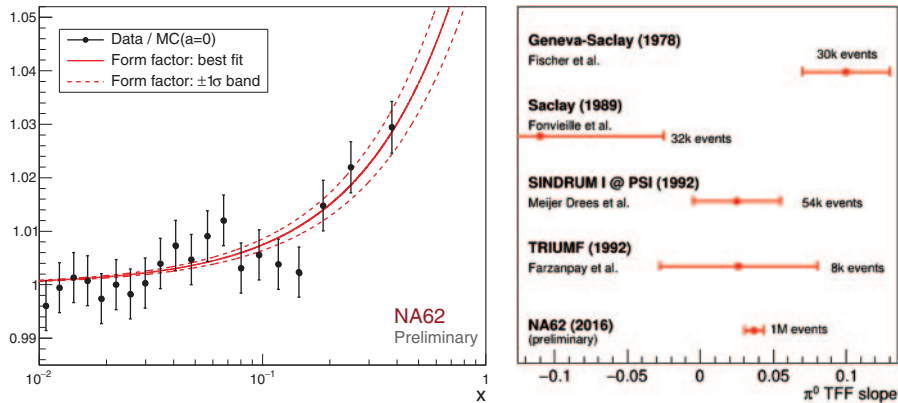 1.05
1.04
1.03
1.02
1.01
1
0.99
Data / MC(a=0)
Form factor: best fit
Form factor: ±1σ band
NA62
Preliminary
10⁻²
10⁻¹
1
x
Geneva-Saclay (1978)
Fischer et al.
30k events
Saclay (1989)
Fonvieille et al.
32k events
SINDRUM I @ PSI (1992)
Meijer Drees et al.
54k events
TRIUMF (1992)
Farzanpay et al.
8k events
NA62 (2016)
(preliminary)
1M events
−0.1
−0.05
0
0.05
0.1
π⁰ TFF slope